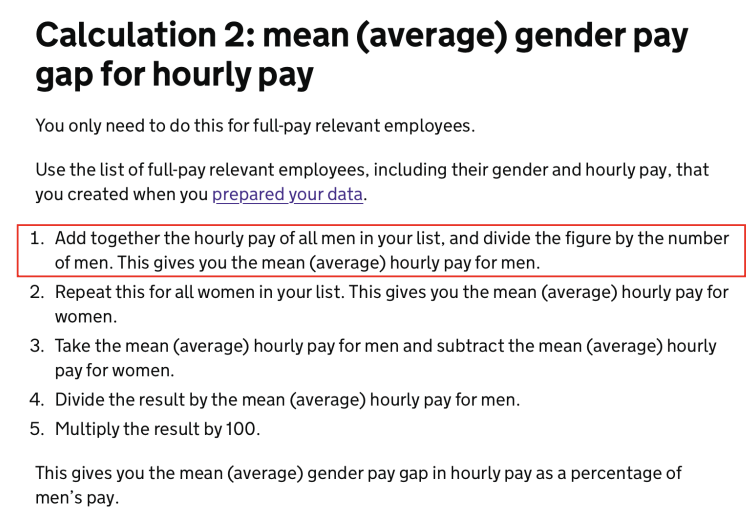 Calculation 2: mean (average) gender pay
gap for hourly pay
You only need to do this for full-pay relevant employees.
Use the list of full-pay relevant employees, including their gender and hourly pay, that
you created when you prepared your data.
1. Add together the hourly pay of all men in your list, and divide the figure by the number
of men. This gives you the mean (average) hourly pay for men.
2. Repeat this for all women in your list. This gives you the mean (average) hourly pay for
women.
3. Take the mean (average) hourly pay for men and subtract the mean (average) hourly
pay for women.
4. Divide the result by the mean (average) hourly pay for men.
5. Multiply the result by 100.
This gives you the mean (average) gender pay gap in hourly pay as a percentage of
men’s pay.